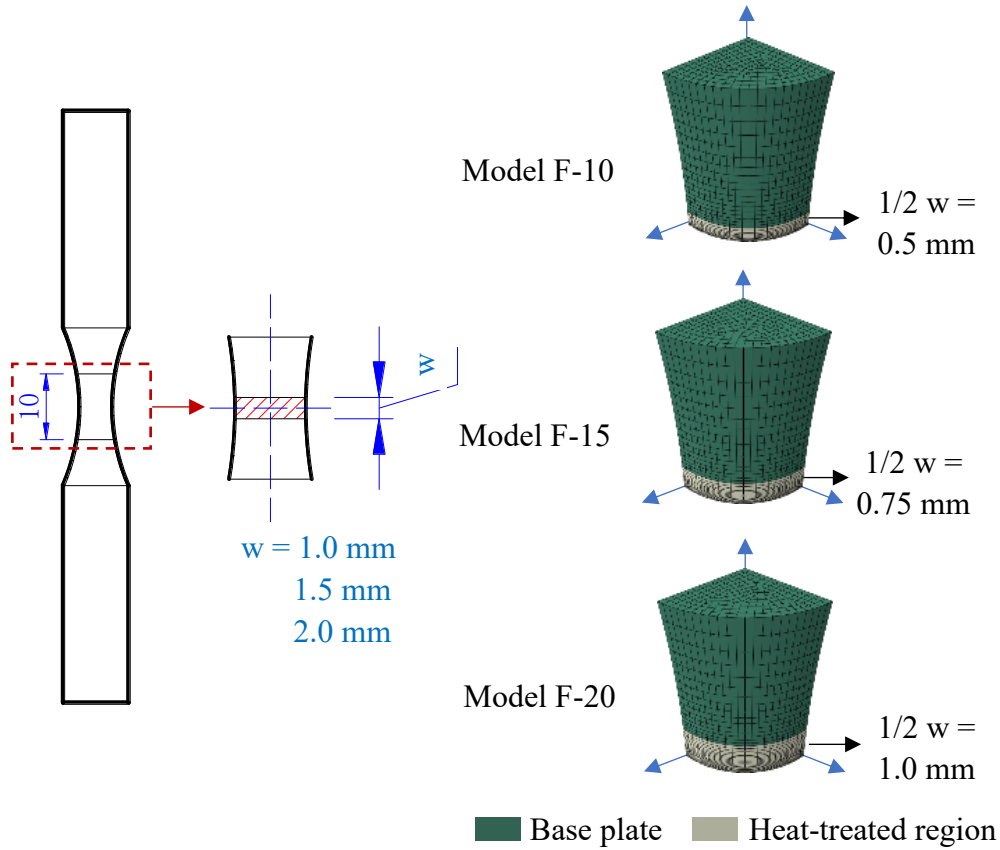 10
w
w = 1.0 mm
1.5 mm
2.0 mm
Model F-10
1/2 w =
0.5 mm
Model F-15
1/2 w =
0.75 mm
Model F-20
1/2 w =
1.0 mm
Base plate
Heat-treated region